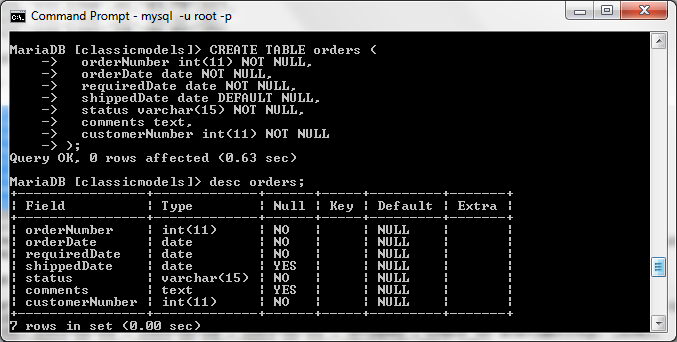 Command Prompt - mysql -u root -p
MariaDB [classicmodels]> CREATE TABLE orders (
    ->   orderNumber int(11) NOT NULL,
    ->   orderDate date NOT NULL,
    ->   requiredDate date NOT NULL,
    ->   shippedDate date DEFAULT NULL,
    ->   status varchar(15) NOT NULL,
    ->   comments text,
    ->   customerNumber int(11) NOT NULL
    -> );
Query OK, 0 rows affected (0.63 sec)
MariaDB [classicmodels]> desc orders;
+----------------+-------------+------+-----+---------+-------+
| Field          | Type        | Null | Key | Default | Extra |
+----------------+-------------+------+-----+---------+-------+
| orderNumber    | int(11)     | NO   |     | NULL    |       |
| orderDate      | date        | NO   |     | NULL    |       |
| requiredDate   | date        | NO   |     | NULL    |       |
| shippedDate    | date        | YES  |     | NULL    |       |
| status         | varchar(15) | NO   |     | NULL    |       |
| comments       | text        | YES  |     | NULL    |       |
| customerNumber | int(11)     | NO   |     | NULL    |       |
+----------------+-------------+------+-----+---------+-------+
7 rows in set (0.00 sec)